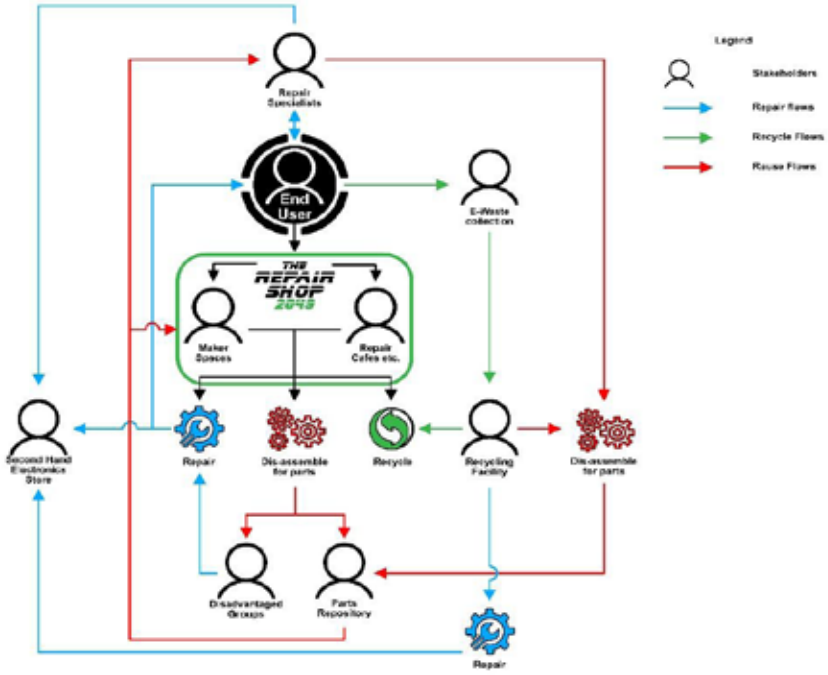 Legend
Stakeholders
Repair flows
Recycle Flows
Reuse Flows
Repair
Specialists
End
User
E-Waste
collection
THE
REPAIR
SHOP
2049
Maker
Spaces
Repair
Cafes etc.
Second Hand
Electronics
Store
Repair
Dis-assemble
for parts
Recycle
Recycling
Facility
Dis-assemble
for parts
Disadvantaged
Groups
Parts
Repository
Repair